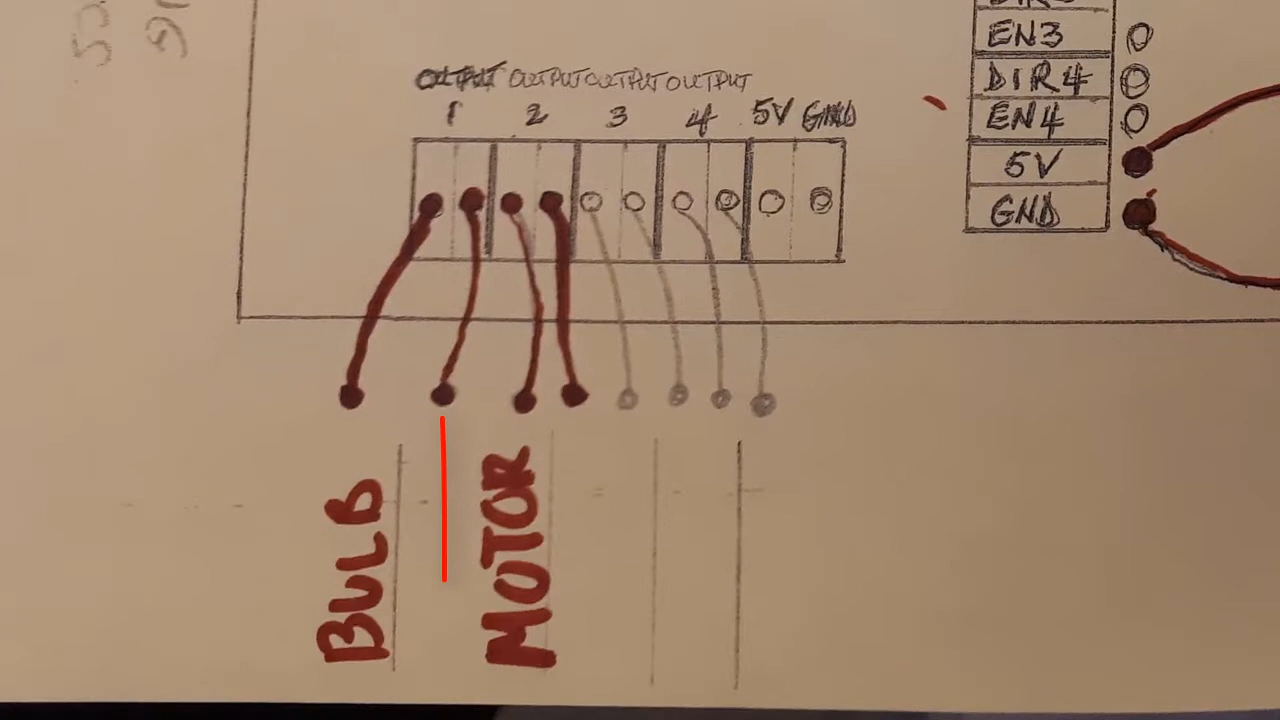 EN3
DIR4
EN4
5V
GND
OUTPUT OUTPUT OUTPUT OUTPUT
1 2 3 4 5V GND
BULB
MOTOR